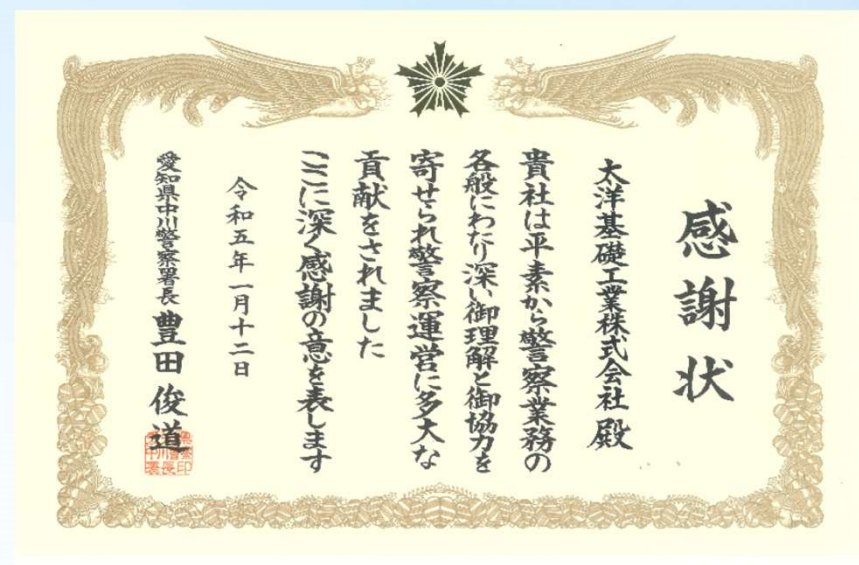 感謝状
太洋基礎工業株式会社 殿
貴社は平素から警察業務の
各般にわたり深い御理解と御協力を
寄せられ警察運営に多大な
貢献をされました
ここに深く感謝の意を表します
令和五年一月十二日
愛知県中川警察署長 豊田俊道